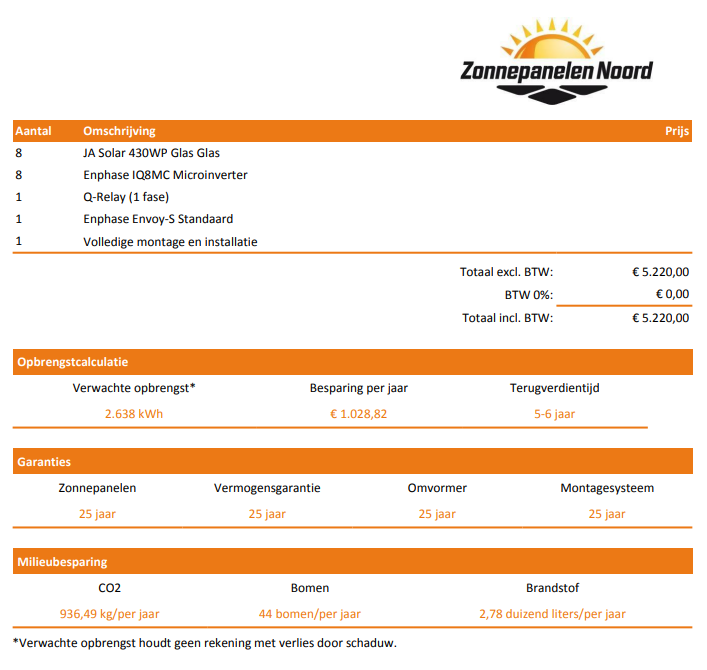 Zonnepanelen Noord
Aantal Omschrijving Prijs
8 JA Solar 430WP Glas Glas
8 Enphase IQ8MC Microinverter
1 Q-Relay (1 fase)
1 Enphase Envoy-S Standaard
1 Volledige montage en installatie
Totaal excl. BTW: € 5.220,00
BTW 0%: € 0,00
Totaal incl. BTW: € 5.220,00
Opbrengstcalculatie
Verwachte opbrengst* Besparing per jaar Terugverdientijd
2.638 kWh € 1.028,82 5-6 jaar
Garanties
Zonnepanelen Vermogensgarantie Omvormer Montagesysteem
25 jaar 25 jaar 25 jaar 25 jaar
Milieubesparing
CO2 Bomen Brandstof
936,49 kg/per jaar 44 bomen/per jaar 2,78 duizend liters/per jaar
*Verwachte opbrengst houdt geen rekening met verlies door schaduw.